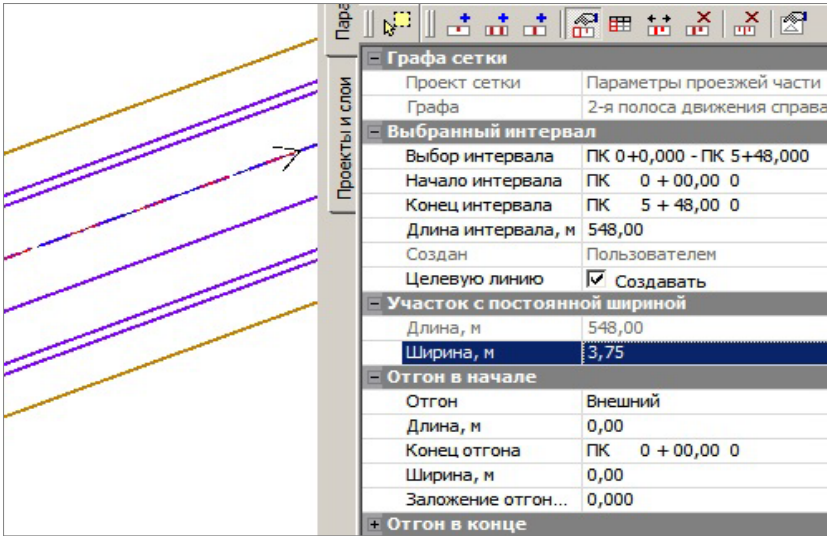 Пара
Проекты и слои
Графа сетки
Проект сетки Параметры проезжей части
Графа 2-я полоса движения справа
Выбранный интервал
Выбор интервала ПК 0+0,000 - ПК 5+48,000
Начало интервала ПК 0 + 00,00 0
Конец интервала ПК 5 + 48,00 0
Длина интервала, м 548,00
Создан Пользователем
Целевую линию Создавать
Участок с постоянной шириной
Длина, м 548,00
Ширина, м 3,75
Отгон в начале
Отгон Внешний
Длина, м 0,00
Конец отгона ПК 0 + 00,00 0
Ширина, м 0,00
Заложение отгон... 0,000
Отгон в конце